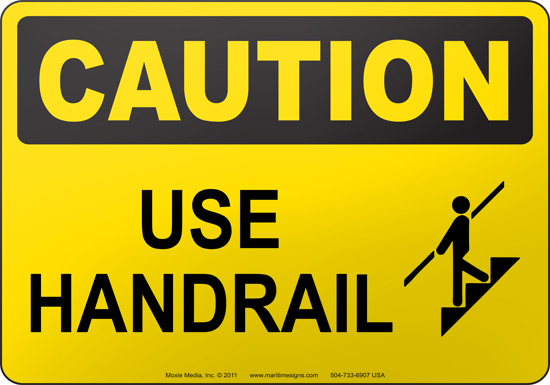 CAUTION
USE
HANDRAIL
Moxie Media, Inc. © 2011 www.maritimesigns.com 504-733-6907 USA